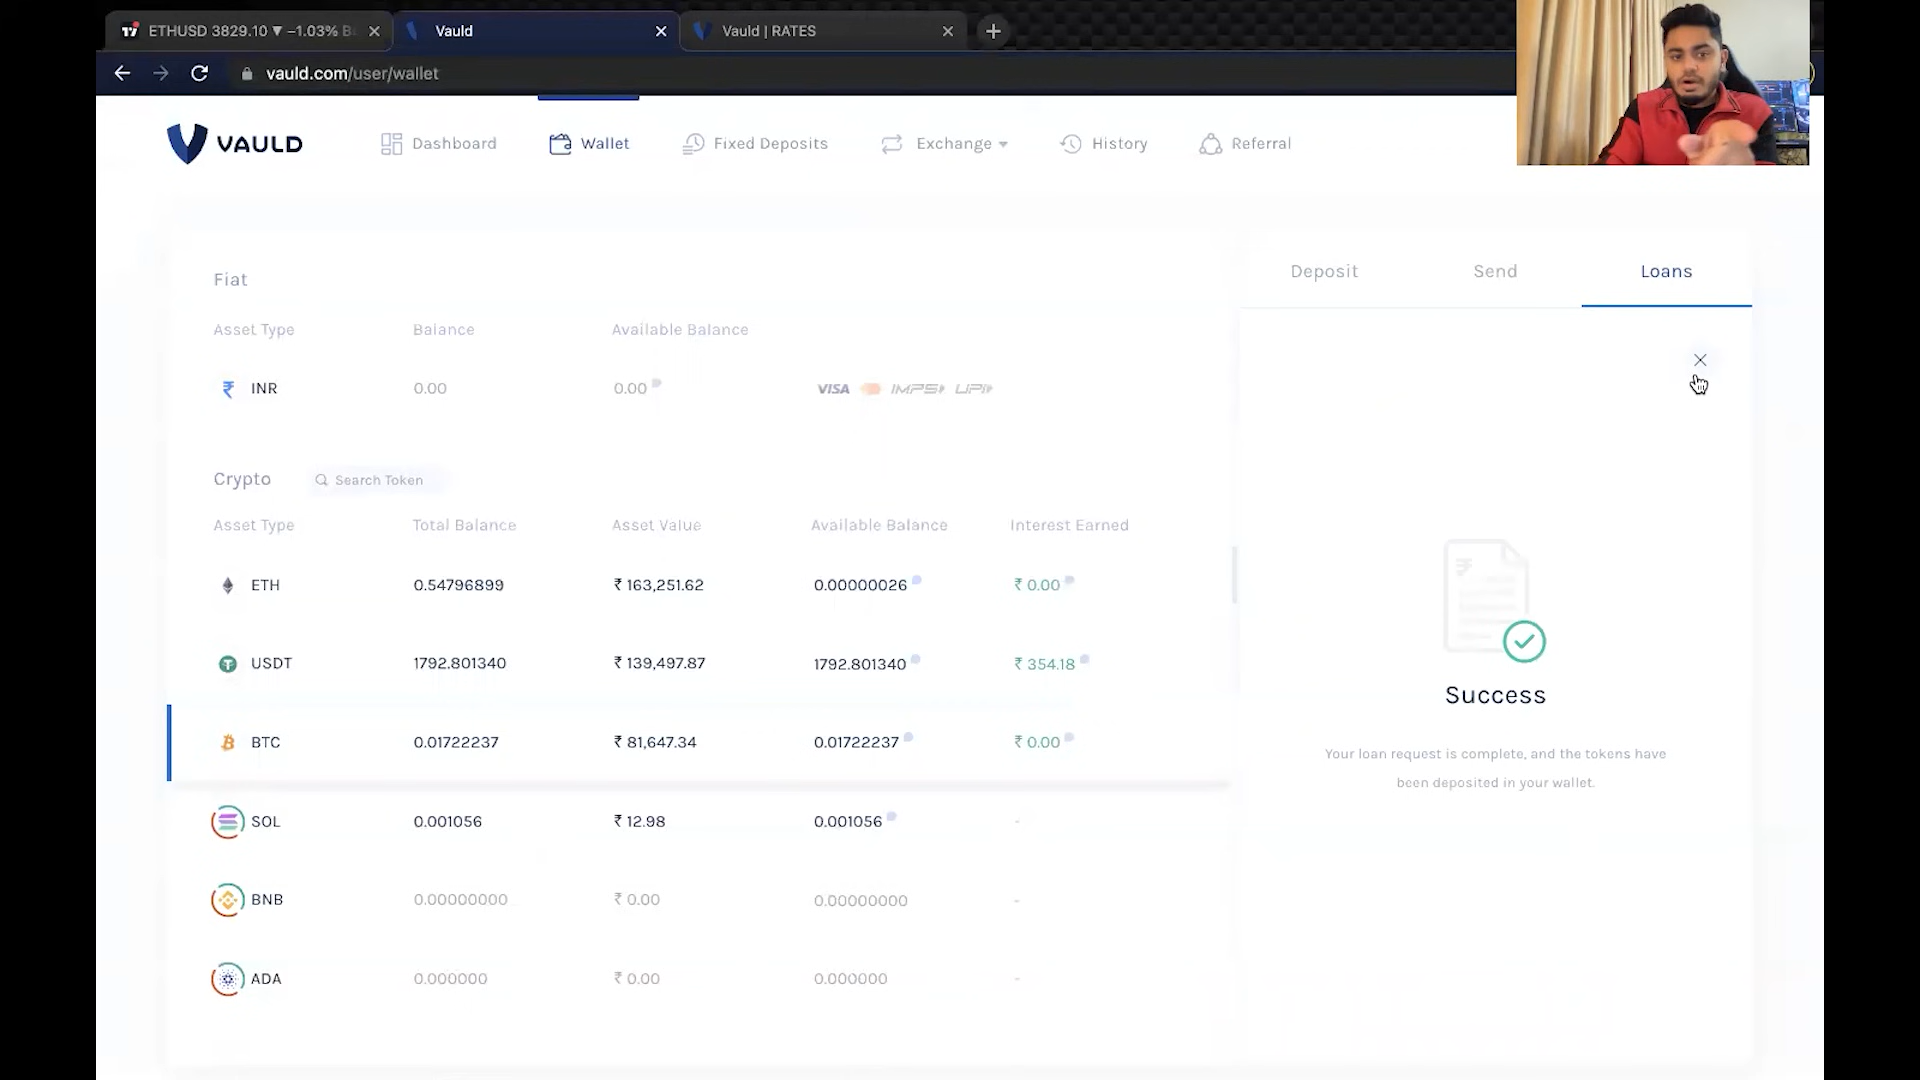 ETHUSD 3829.10 ▼ −1.03%
Vauld
Vauld | RATES
vauld.com/user/wallet
VAULD
Dashboard
Wallet
Fixed Deposits
Exchange
History
Referral
Fiat
Asset Type Balance Available Balance
₹ INR 0.00 0.00 VISA IMPS UPI
Crypto
Search Token
Asset Type Total Balance Asset Value Available Balance Interest Earned
ETH 0.54796899 ₹ 163,251.62 0.00000026 ₹ 0.00
USDT 1792.801340 ₹ 139,497.87 1792.801340 ₹ 354.18
BTC 0.01722237 ₹ 81,647.34 0.01722237 ₹ 0.00
SOL 0.001056 ₹ 12.98 0.001056 -
BNB 0.00000000 ₹ 0.00 0.00000000 -
ADA 0.000000 ₹ 0.00 0.000000 -
Deposit Send Loans
Success
Your loan request is complete, and the tokens have
been deposited in your wallet.